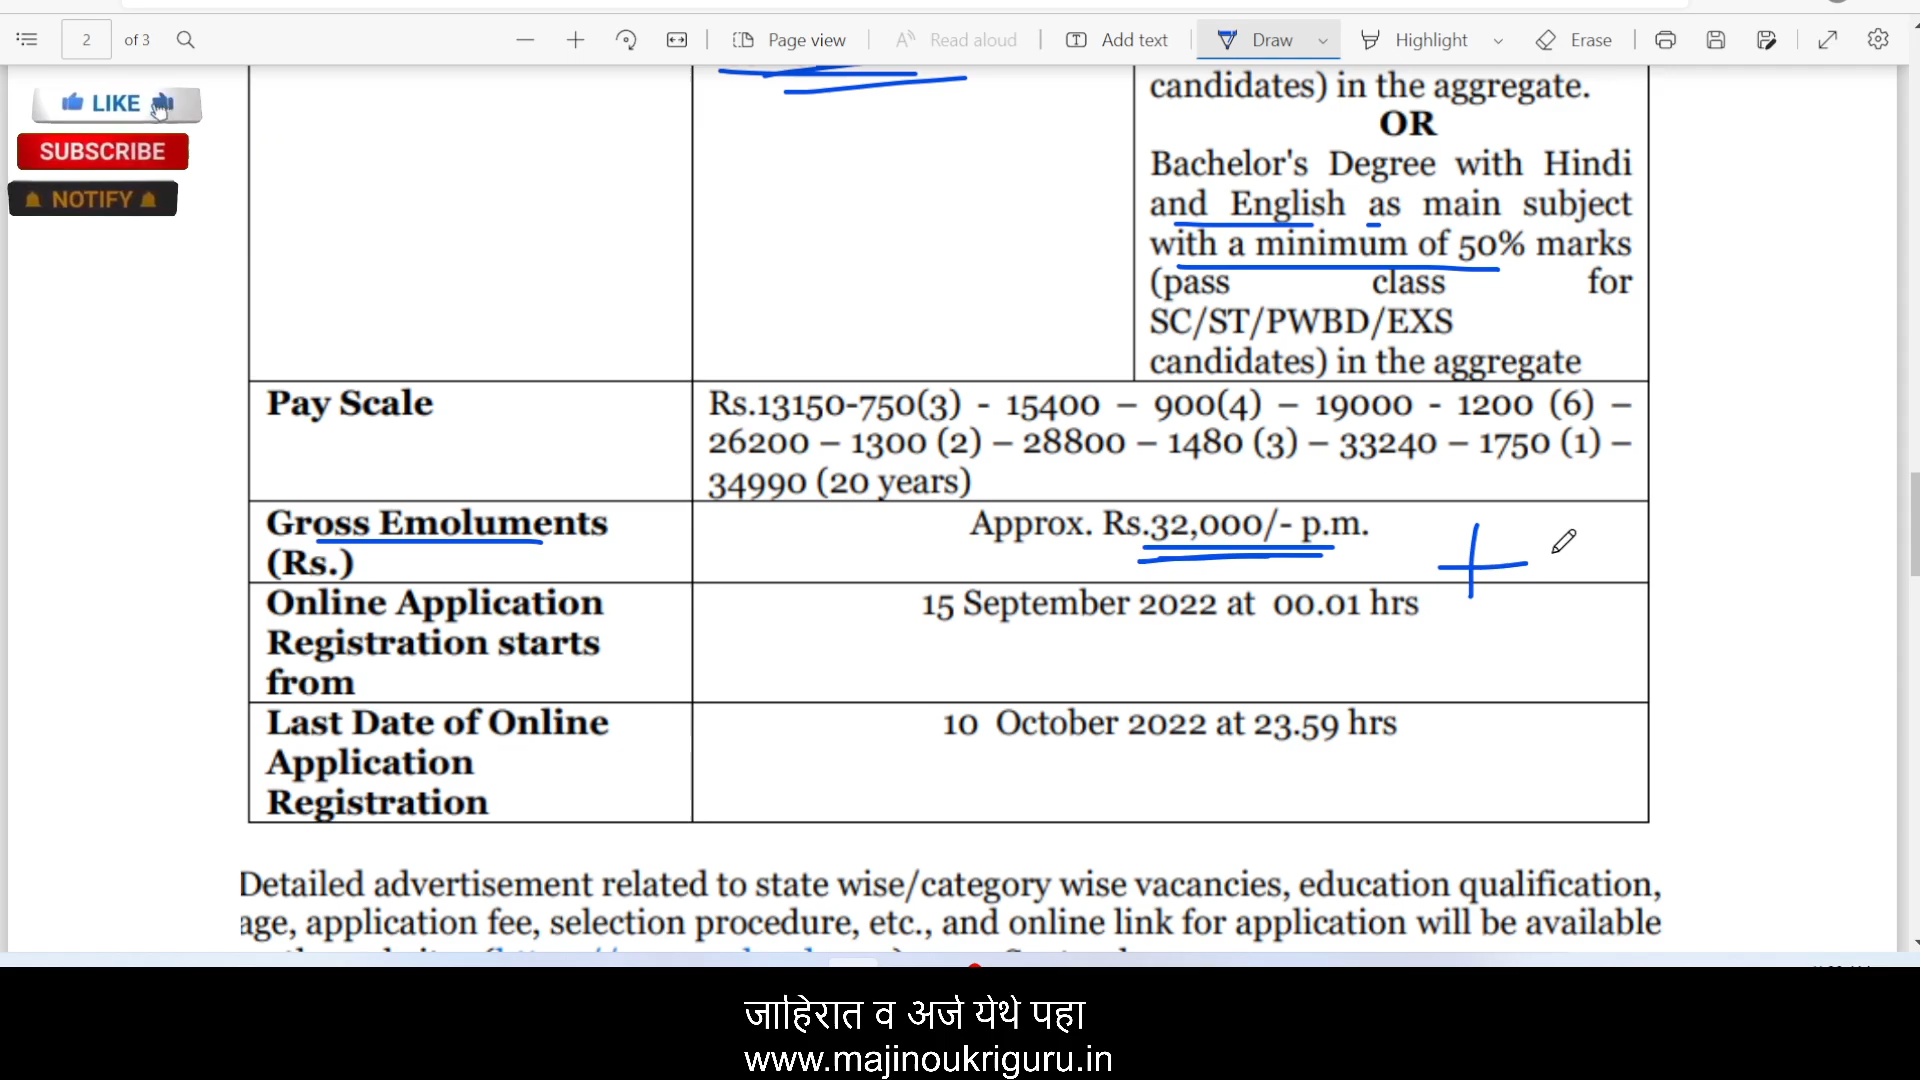 2 of 3 Page view Read aloud Add text Draw Highlight Erase
LIKE
SUBSCRIBE
NOTIFY
candidates) in the aggregate.
OR
Bachelor's Degree with Hindi
and English as main subject
with a minimum of 50% marks
(pass class for
SC/ST/PWBD/EXS
candidates) in the aggregate
Pay Scale
Rs.13150-750(3) - 15400 – 900(4) – 19000 - 1200 (6) –
26200 – 1300 (2) – 28800 – 1480 (3) – 33240 – 1750 (1) –
34990 (20 years)
Gross Emoluments
(Rs.)
Approx. Rs.32,000/- p.m.
Online Application
Registration starts
from
15 September 2022 at 00.01 hrs
Last Date of Online
Application
Registration
10 October 2022 at 23.59 hrs
Detailed advertisement related to state wise/category wise vacancies, education qualification,
age, application fee, selection procedure, etc., and online link for application will be available
जाहिरात व अर्ज येथे पहा
www.majinoukriguru.in